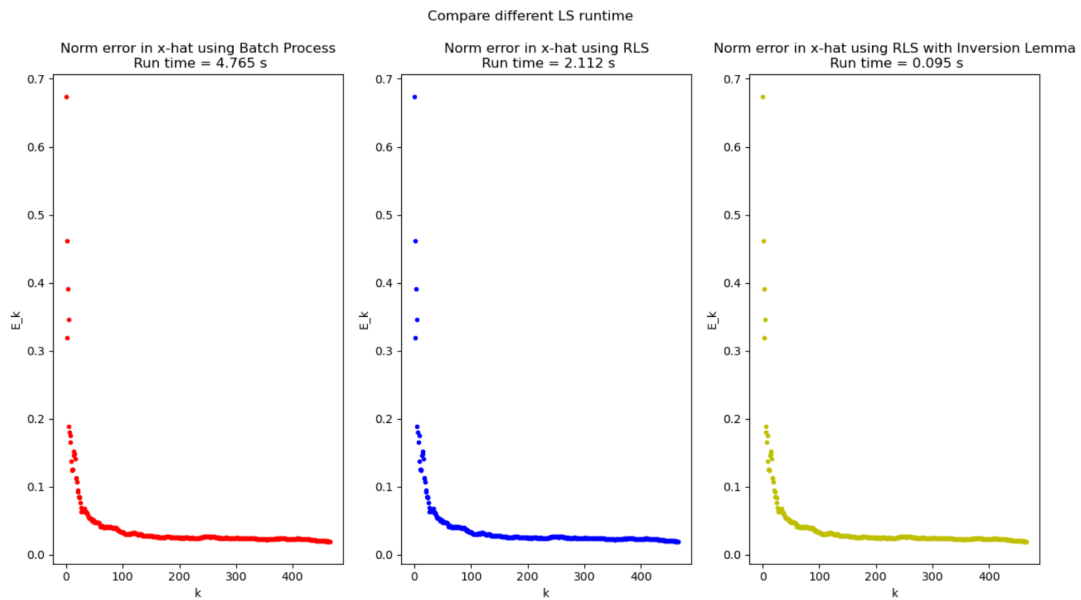 Compare different LS runtime
Norm error in x-hat using Batch Process
Run time = 4.765 s
0.7
0.6
0.5
0.4
0.3
0.2
0.1
0.0
E_k
0 100 200 300 400
k
Norm error in x-hat using RLS
Run time = 2.112 s
0.7
0.6
0.5
0.4
0.3
0.2
0.1
0.0
E_k
0 100 200 300 400
k
Norm error in x-hat using RLS with Inversion Lemma
Run time = 0.095 s
0.7
0.6
0.5
0.4
0.3
0.2
0.1
0.0
E_k
0 100 200 300 400
k